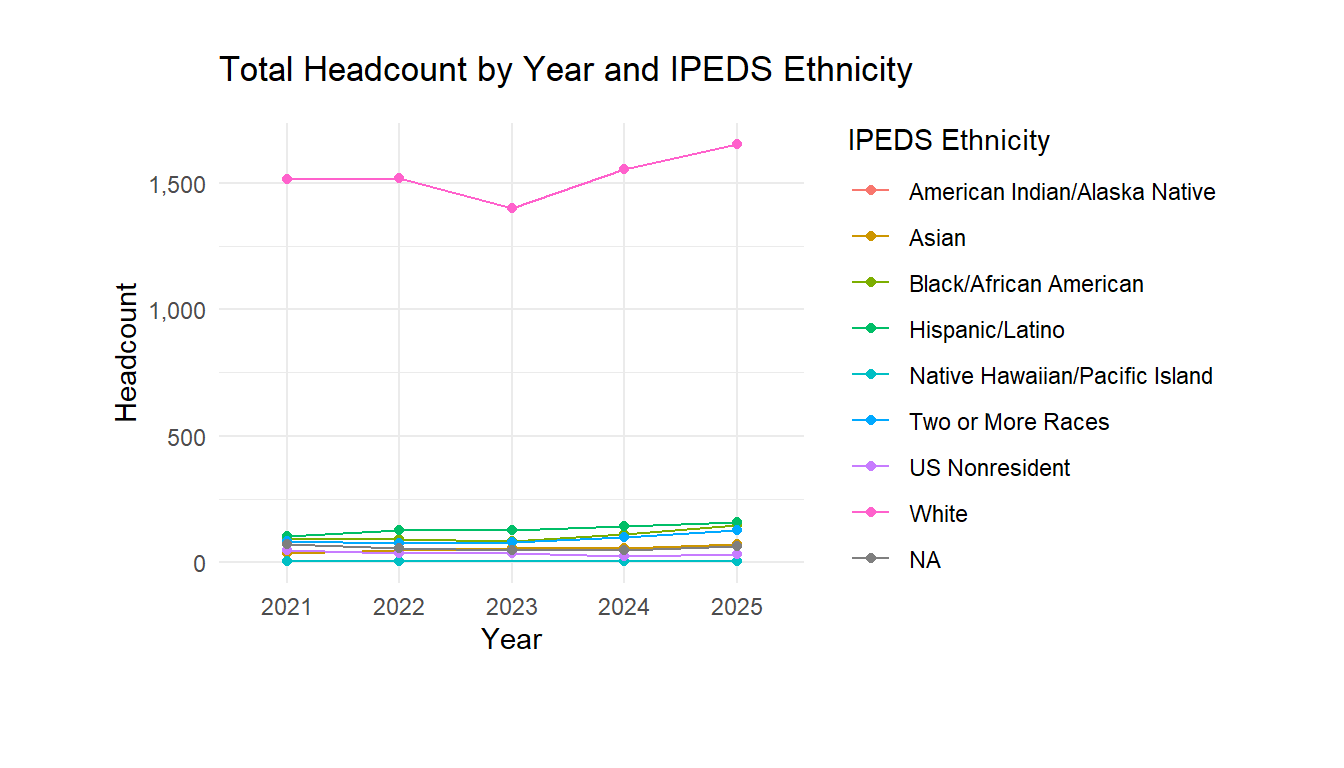 Total Headcount by Year and IPEDS Ethnicity
IPEDS Ethnicity
American Indian/Alaska Native
Asian
Black/African American
Hispanic/Latino
Native Hawaiian/Pacific Island
Two or More Races
US Nonresident
White
NA
Headcount
1,500
1,000
500
0
2021 2022 2023 2024 2025
Year